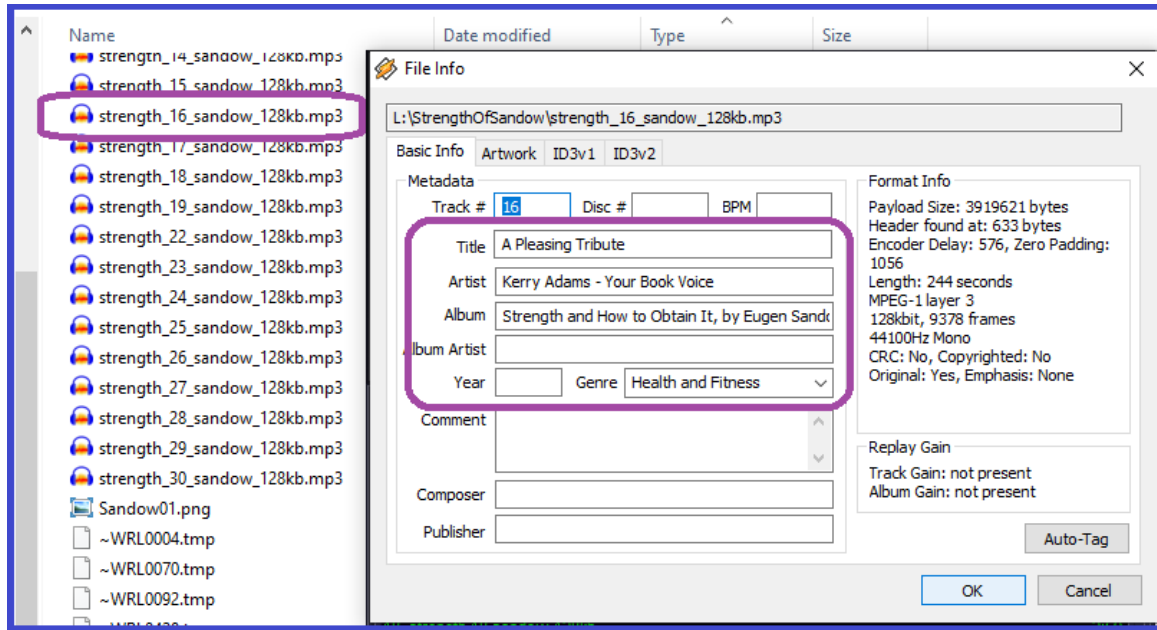 Name Date modified Type Size
strength_14_sandow_128kb.mp3
strength_15_sandow_128kb.mp3
strength_16_sandow_128kb.mp3
strength_17_sandow_128kb.mp3
strength_18_sandow_128kb.mp3
strength_19_sandow_128kb.mp3
strength_22_sandow_128kb.mp3
strength_23_sandow_128kb.mp3
strength_24_sandow_128kb.mp3
strength_25_sandow_128kb.mp3
strength_26_sandow_128kb.mp3
strength_27_sandow_128kb.mp3
strength_28_sandow_128kb.mp3
strength_29_sandow_128kb.mp3
strength_30_sandow_128kb.mp3
Sandow01.png
~WRL0004.tmp
~WRL0070.tmp
~WRL0092.tmp
File Info
L:\StrengthOfSandow\strength_16_sandow_128kb.mp3
Basic Info Artwork ID3v1 ID3v2
Metadata
Track # 16 Disc # BPM
Title A Pleasing Tribute
Artist Kerry Adams - Your Book Voice
Album Strength and How to Obtain It, by Eugen Sando
Album Artist
Year Genre Health and Fitness
Comment
Composer
Publisher
Format Info
Payload Size: 3919621 bytes
Header found at: 633 bytes
Encoder Delay: 576, Zero Padding:
1056
Length: 244 seconds
MPEG-1 layer 3
128kbit, 9378 frames
44100Hz Mono
CRC: No, Copyrighted: No
Original: Yes, Emphasis: None
Replay Gain
Track Gain: not present
Album Gain: not present
Auto-Tag
OK Cancel